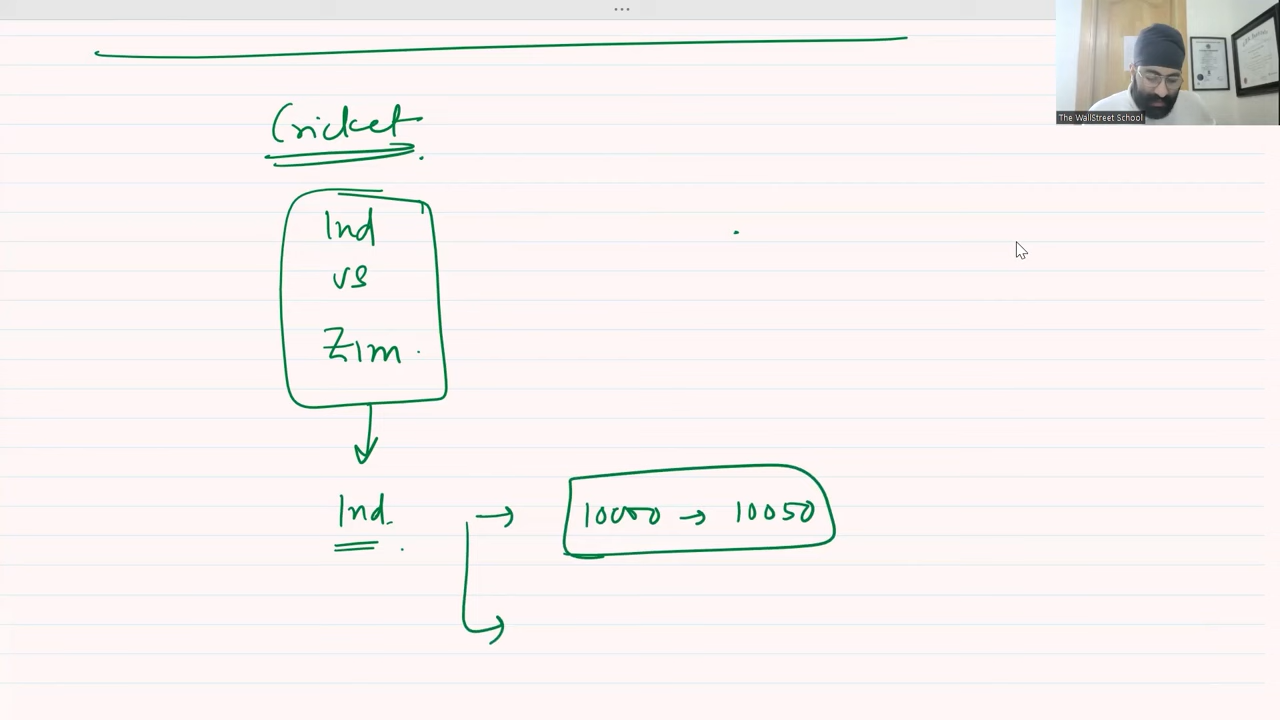 The WallStreet School
Cricket.
Ind
vs
Zim.
Ind. → 10000 → 10050